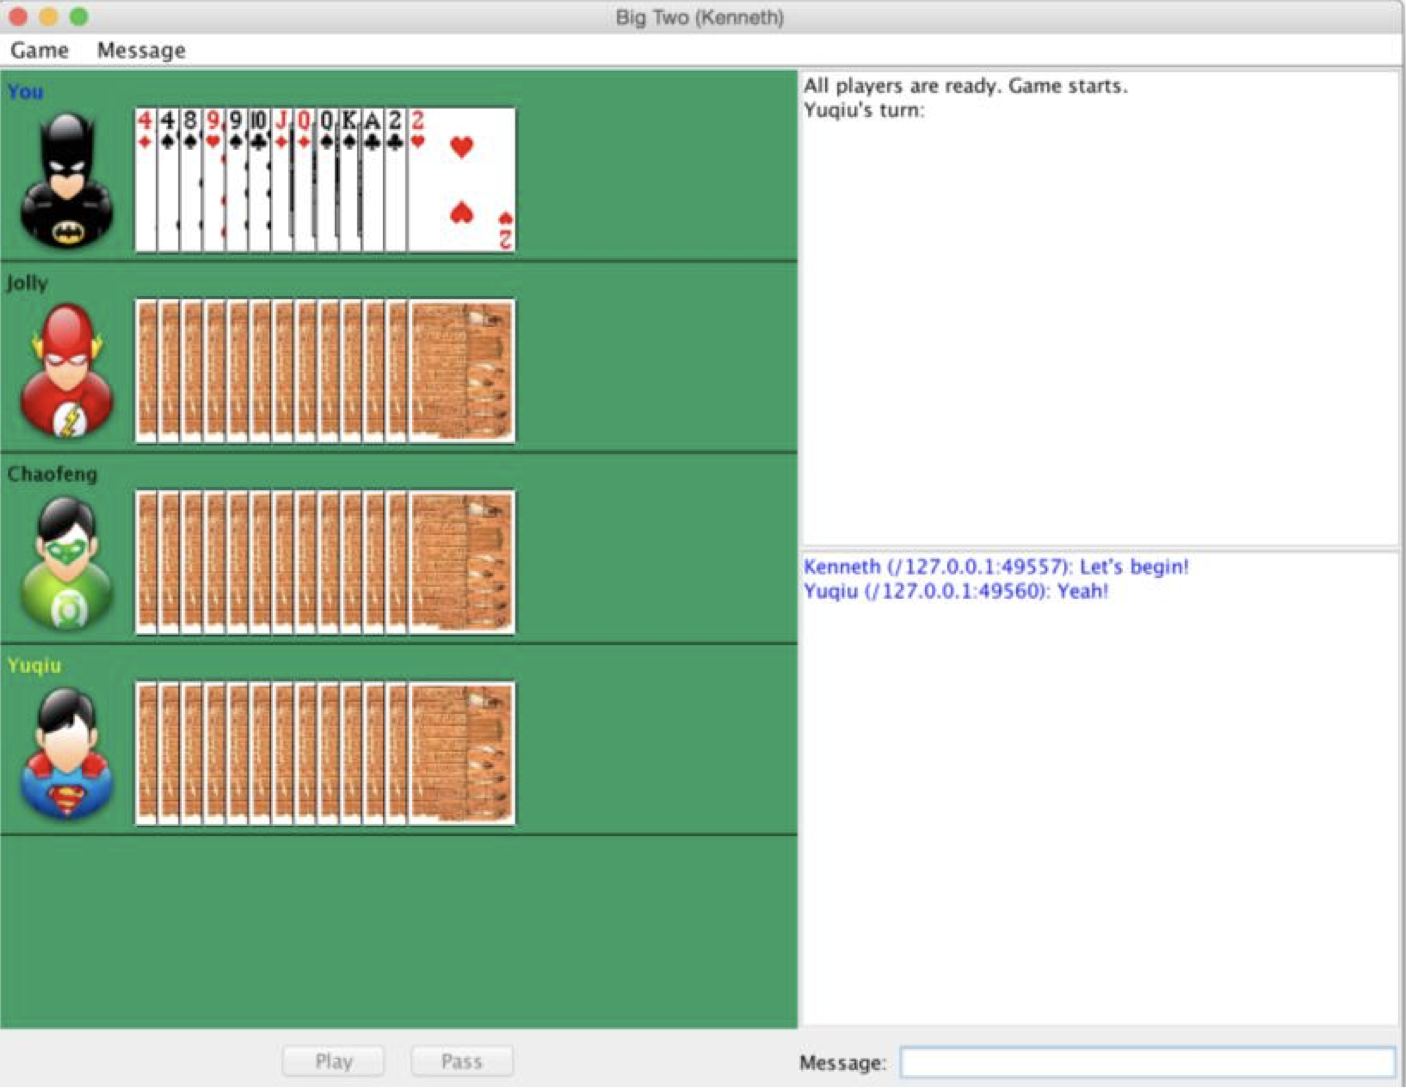 Big Two (Kenneth)
Game Message
You
4 4 8 9 9 10 J Q Q K A 2 2
2
Jolly
Chaofeng
Yuqiu
All players are ready. Game starts.
Yuqiu's turn:
Kenneth (/127.0.0.1:49557): Let's begin!
Yuqiu (/127.0.0.1:49560): Yeah!
Play Pass
Message: